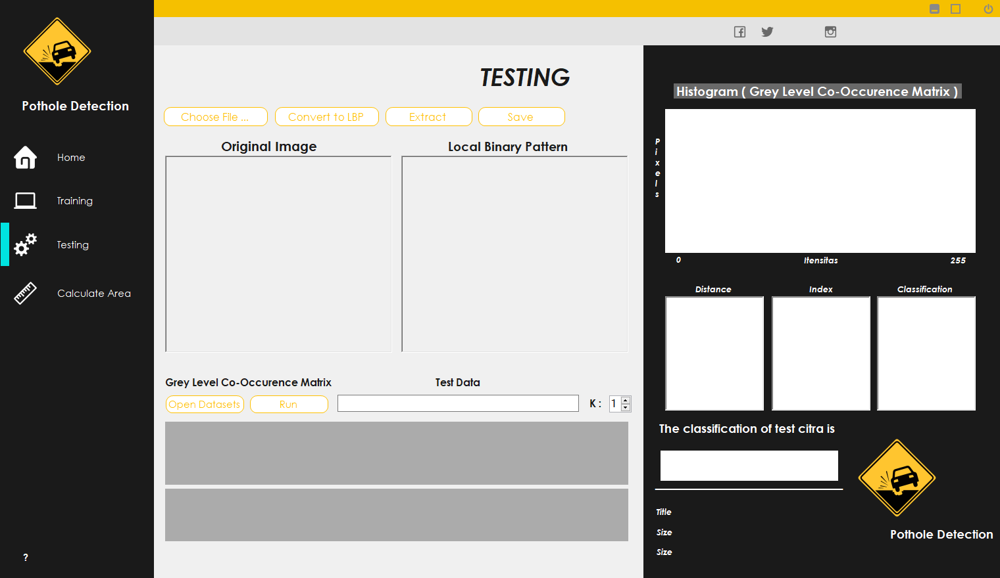 Pothole Detection
Home
Training
Testing
Calculate Area
?
TESTING
Choose File ...
Convert to LBP
Extract
Save
Original Image
Local Binary Pattern
Grey Level Co-Occurence Matrix
Test Data
Open Datasets
Run
K :
1
Histogram ( Grey Level Co-Occurence Matrix )
P
i
x
e
l
s
0
Itensitas
255
Distance
Index
Classification
The classification of test citra is
Title
Size
Size
Pothole Detection